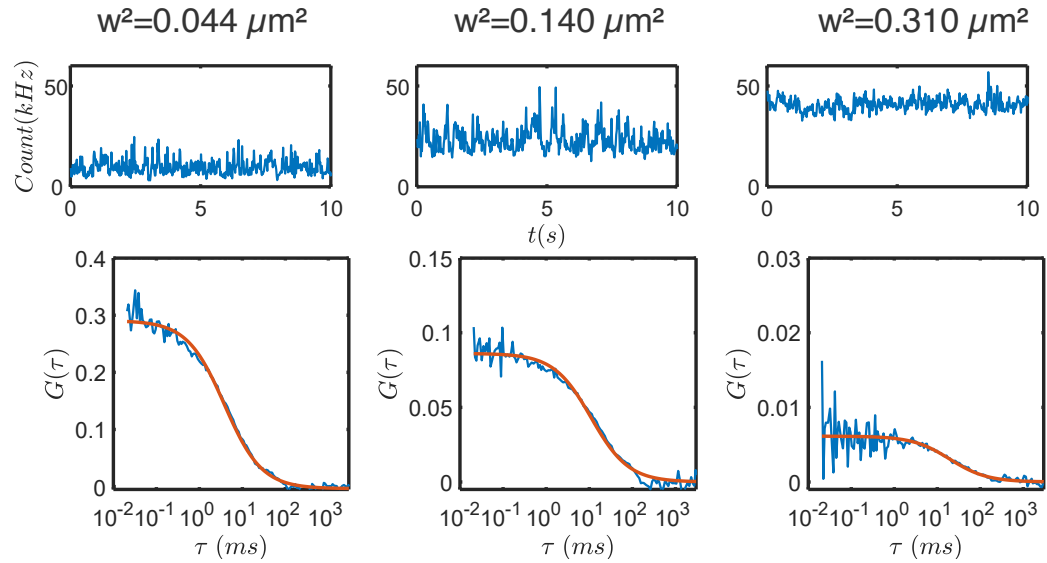 w²=0.044 µm²
w²=0.140 µm²
w²=0.310 µm²
Count(kHz)
50
0
0
5
10
50
0
0
5
10
t(s)
50
0
0
5
10
G(τ)
0.4
0.3
0.2
0.1
0
10⁻² 10⁻¹ 10⁰ 10¹ 10² 10³
τ (ms)
G(τ)
0.15
0.1
0.05
0
10⁻² 10⁻¹ 10⁰ 10¹ 10² 10³
τ (ms)
G(τ)
0.03
0.02
0.01
0
10⁻² 10⁻¹ 10⁰ 10¹ 10² 10³
τ (ms)